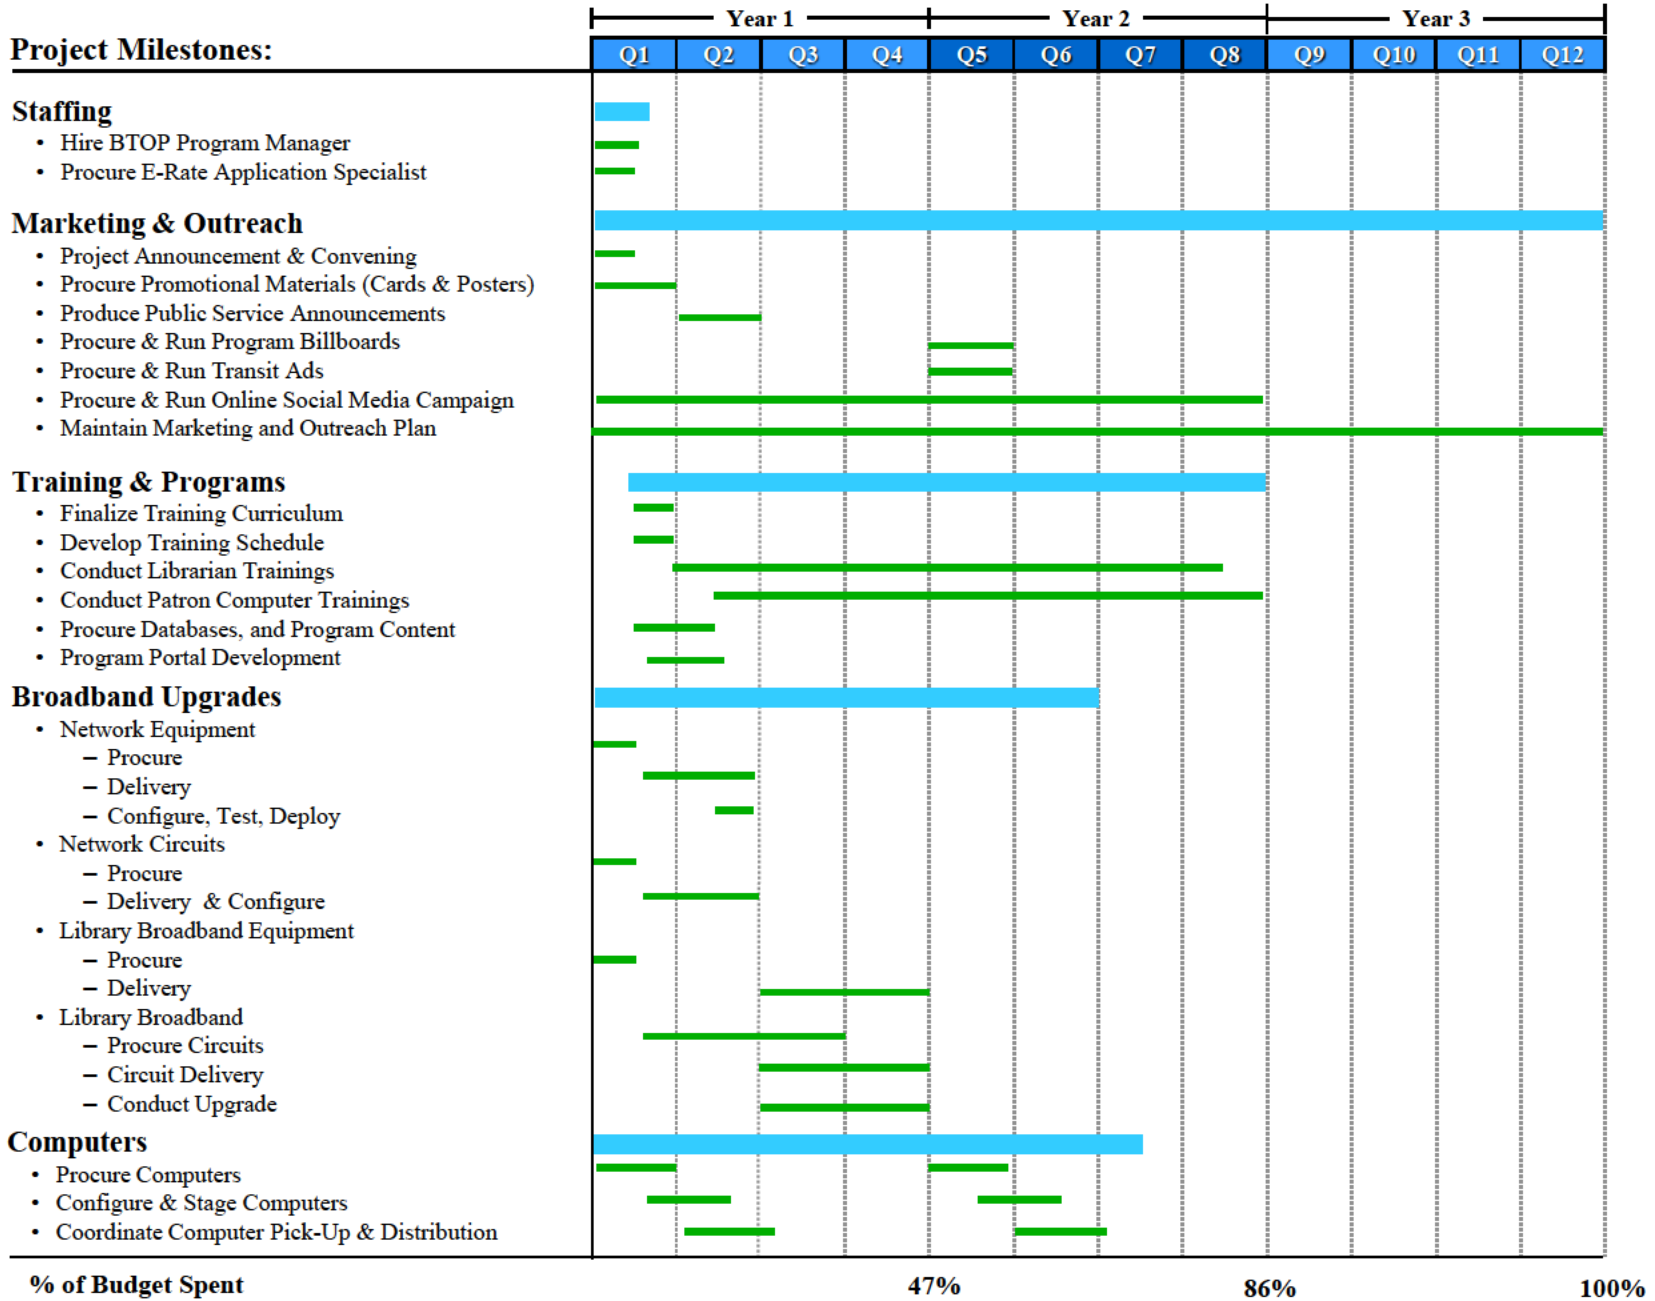 Year 1 Year 2 Year 3
Project Milestones: Q1 Q2 Q3 Q4 Q5 Q6 Q7 Q8 Q9 Q10 Q11 Q12
Staffing
• Hire BTOP Program Manager
• Procure E-Rate Application Specialist
Marketing & Outreach
• Project Announcement & Convening
• Procure Promotional Materials (Cards & Posters)
• Produce Public Service Announcements
• Procure & Run Program Billboards
• Procure & Run Transit Ads
• Procure & Run Online Social Media Campaign
• Maintain Marketing and Outreach Plan
Training & Programs
• Finalize Training Curriculum
• Develop Training Schedule
• Conduct Librarian Trainings
• Conduct Patron Computer Trainings
• Procure Databases, and Program Content
• Program Portal Development
Broadband Upgrades
• Network Equipment
– Procure
– Delivery
– Configure, Test, Deploy
• Network Circuits
– Procure
– Delivery & Configure
• Library Broadband Equipment
– Procure
– Delivery
• Library Broadband
– Procure Circuits
– Circuit Delivery
– Conduct Upgrade
Computers
• Procure Computers
• Configure & Stage Computers
• Coordinate Computer Pick-Up & Distribution
% of Budget Spent 47% 86% 100%